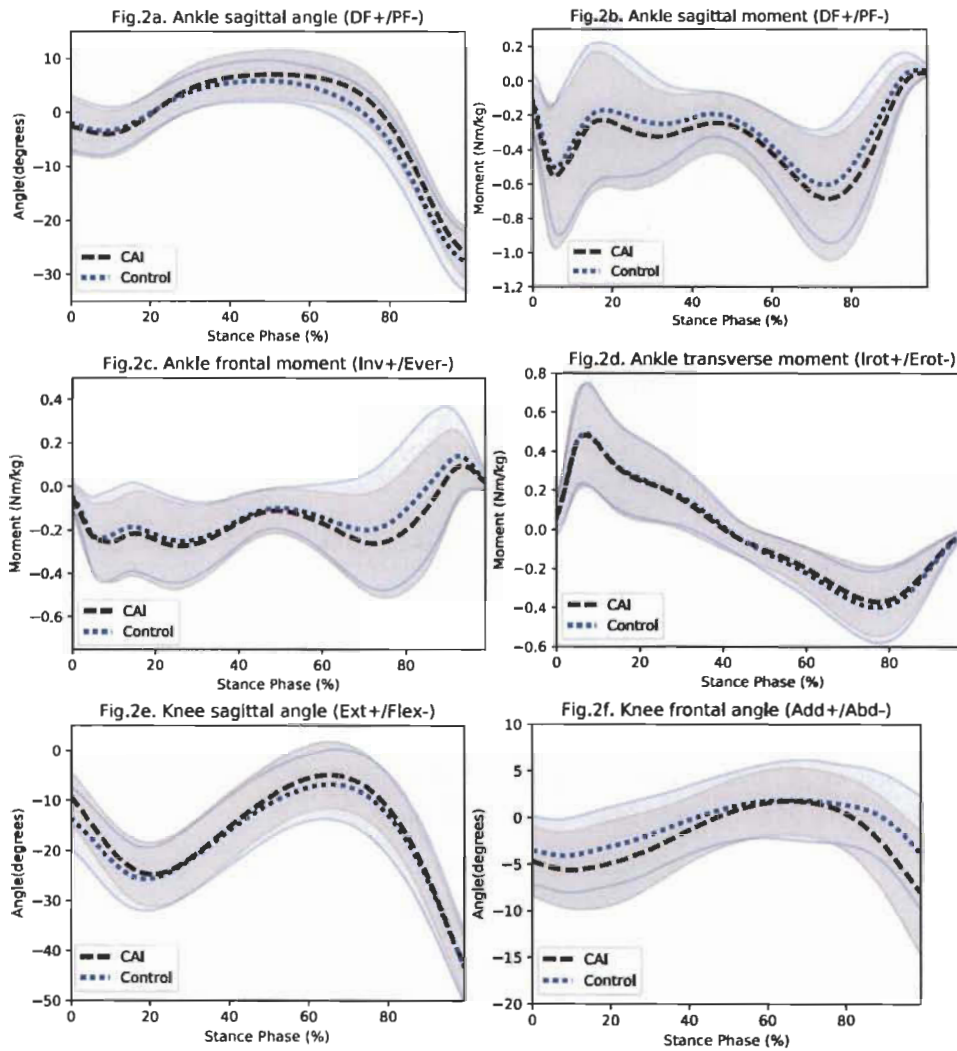 Fig.2a. Ankle sagittal angle (DF+/PF-)
10
0
−10
−20
−30
Angle(degrees)
CAI
Control
0 20 40 60 80
Stance Phase (%)
Fig.2b. Ankle sagittal moment (DF+/PF-)
0.2
0.0
−0.2
−0.4
−0.6
−0.8
−1.0
−1.2
Moment (Nm/kg)
CAI
Control
0 20 40 60 80
Stance Phase (%)
Fig.2c. Ankle frontal moment (Inv+/Ever-)
0.4
0.2
0.0
−0.2
−0.4
−0.6
Moment (Nm/kg)
CAI
Control
0 20 40 60 80
Stance Phase (%)
Fig.2d. Ankle transverse moment (Irot+/Erot-)
0.8
0.6
0.4
0.2
0.0
−0.2
−0.4
−0.6
Moment (Nm/kg)
CAI
Control
0 20 40 60 80
Stance Phase (%)
Fig.2e. Knee sagittal angle (Ext+/Flex-)
0
−10
−20
−30
−40
−50
Angle(degrees)
CAI
Control
0 20 40 60 80
Stance Phase (%)
Fig.2f. Knee frontal angle (Add+/Abd-)
10
5
0
−5
−10
−15
−20
Angle(degrees)
CAI
Control
0 20 40 60 80
Stance Phase (%)